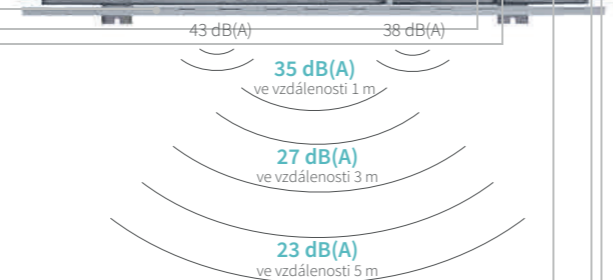 43 dB(A) 38 dB(A)
35 dB(A)
ve vzdálenosti 1 m
27 dB(A)
ve vzdálenosti 3 m
23 dB(A)
ve vzdálenosti 5 m